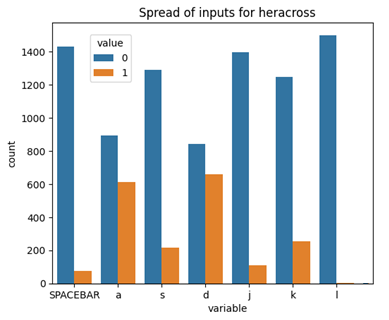 Spread of inputs for heracross
value
0
1
count
1400
1200
1000
800
600
400
200
0
SPACEBAR a s d j k l
variable